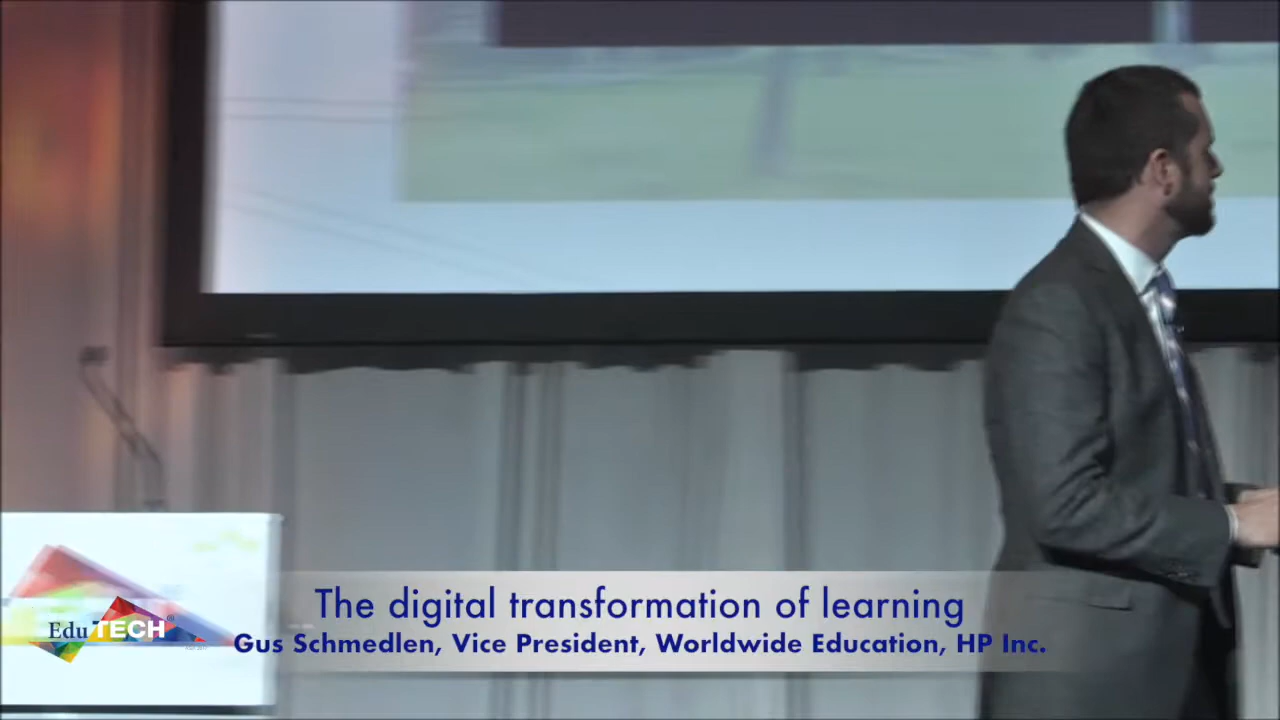 The digital transformation of learning
EduTECH®
Gus Schmedlen, Vice President, Worldwide Education, HP Inc.